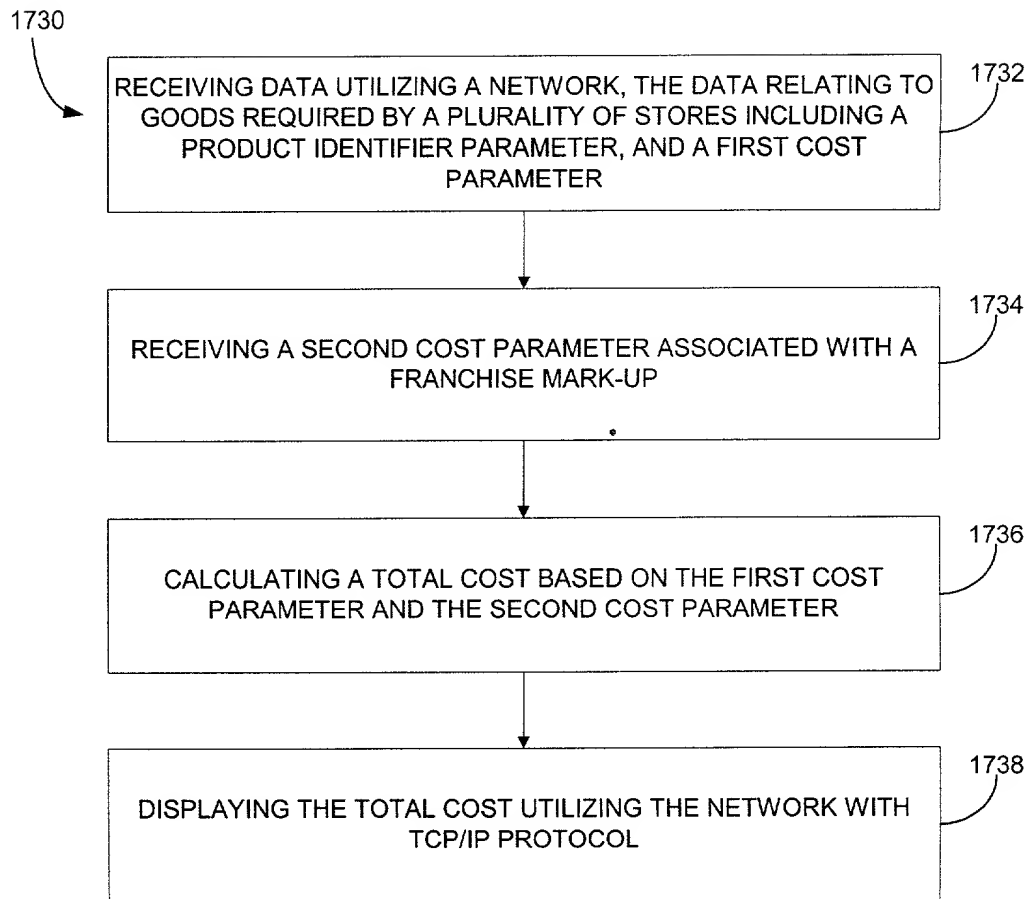 1730
1732
RECEIVING DATA UTILIZING A NETWORK, THE DATA RELATING TO
GOODS REQUIRED BY A PLURALITY OF STORES INCLUDING A
PRODUCT IDENTIFIER PARAMETER, AND A FIRST COST
PARAMETER
1734
RECEIVING A SECOND COST PARAMETER ASSOCIATED WITH A
FRANCHISE MARK-UP
1736
CALCULATING A TOTAL COST BASED ON THE FIRST COST
PARAMETER AND THE SECOND COST PARAMETER
1738
DISPLAYING THE TOTAL COST UTILIZING THE NETWORK WITH
TCP/IP PROTOCOL